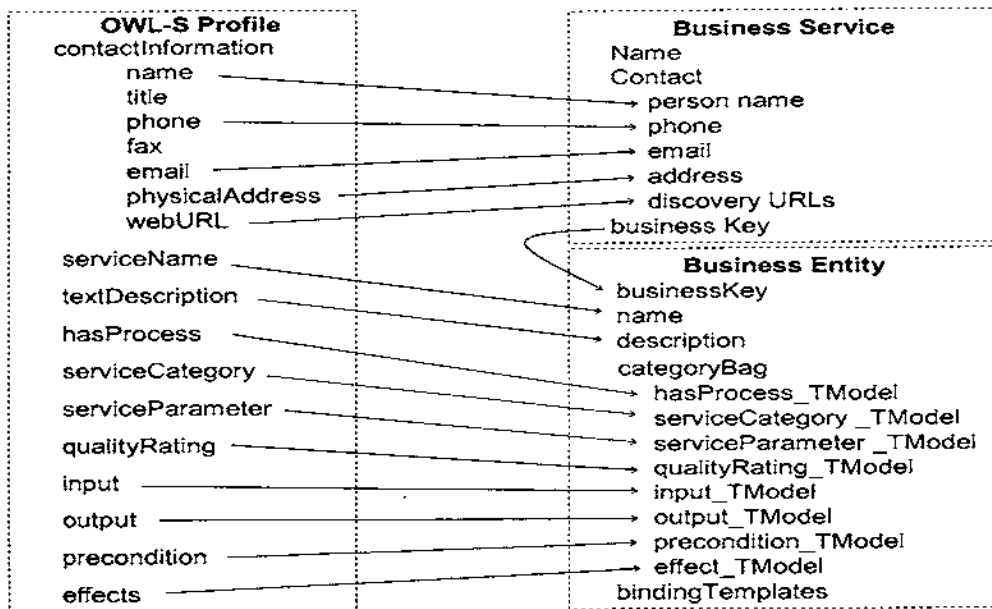 OWL-S Profile
contactInformation
name
title
phone
fax
email
physicalAddress
webURL
serviceName
textDescription
hasProcess
serviceCategory
serviceParameter
qualityRating
input
output
precondition
effects
Business Service
Name
Contact
person name
phone
email
address
discovery URLs
business Key
Business Entity
businessKey
name
description
categoryBag
hasProcess_TModel
serviceCategory _TModel
serviceParameter _TModel
qualityRating_TModel
input_TModel
output_TModel
precondition_TModel
effect_TModel
bindingTemplates